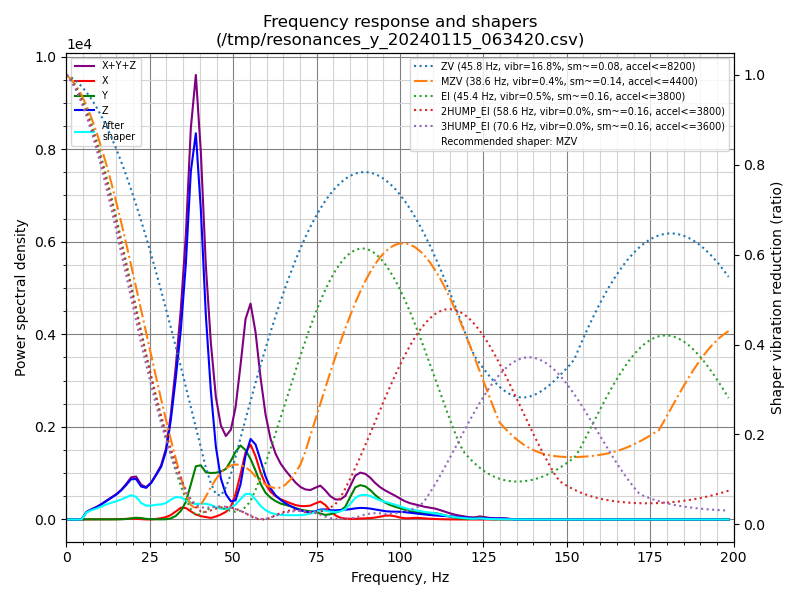 Frequency response and shapers
(/tmp/resonances_y_20240115_063420.csv)
1e4
X+Y+Z
X
Y
Z
After
shaper
ZV (45.8 Hz, vibr=16.8%, sm~=0.08, accel<=8200)
MZV (38.6 Hz, vibr=0.4%, sm~=0.14, accel<=4400)
EI (45.4 Hz, vibr=0.5%, sm~=0.16, accel<=3800)
2HUMP_EI (58.6 Hz, vibr=0.0%, sm~=0.16, accel<=3800)
3HUMP_EI (70.6 Hz, vibr=0.0%, sm~=0.16, accel<=3600)
Recommended shaper: MZV
Power spectral density
1.0
0.8
0.6
0.4
0.2
0.0
1.0
0.8
0.6
0.4
0.2
0.0
Shaper vibration reduction (ratio)
0 25 50 75 100 125 150 175 200
Frequency, Hz